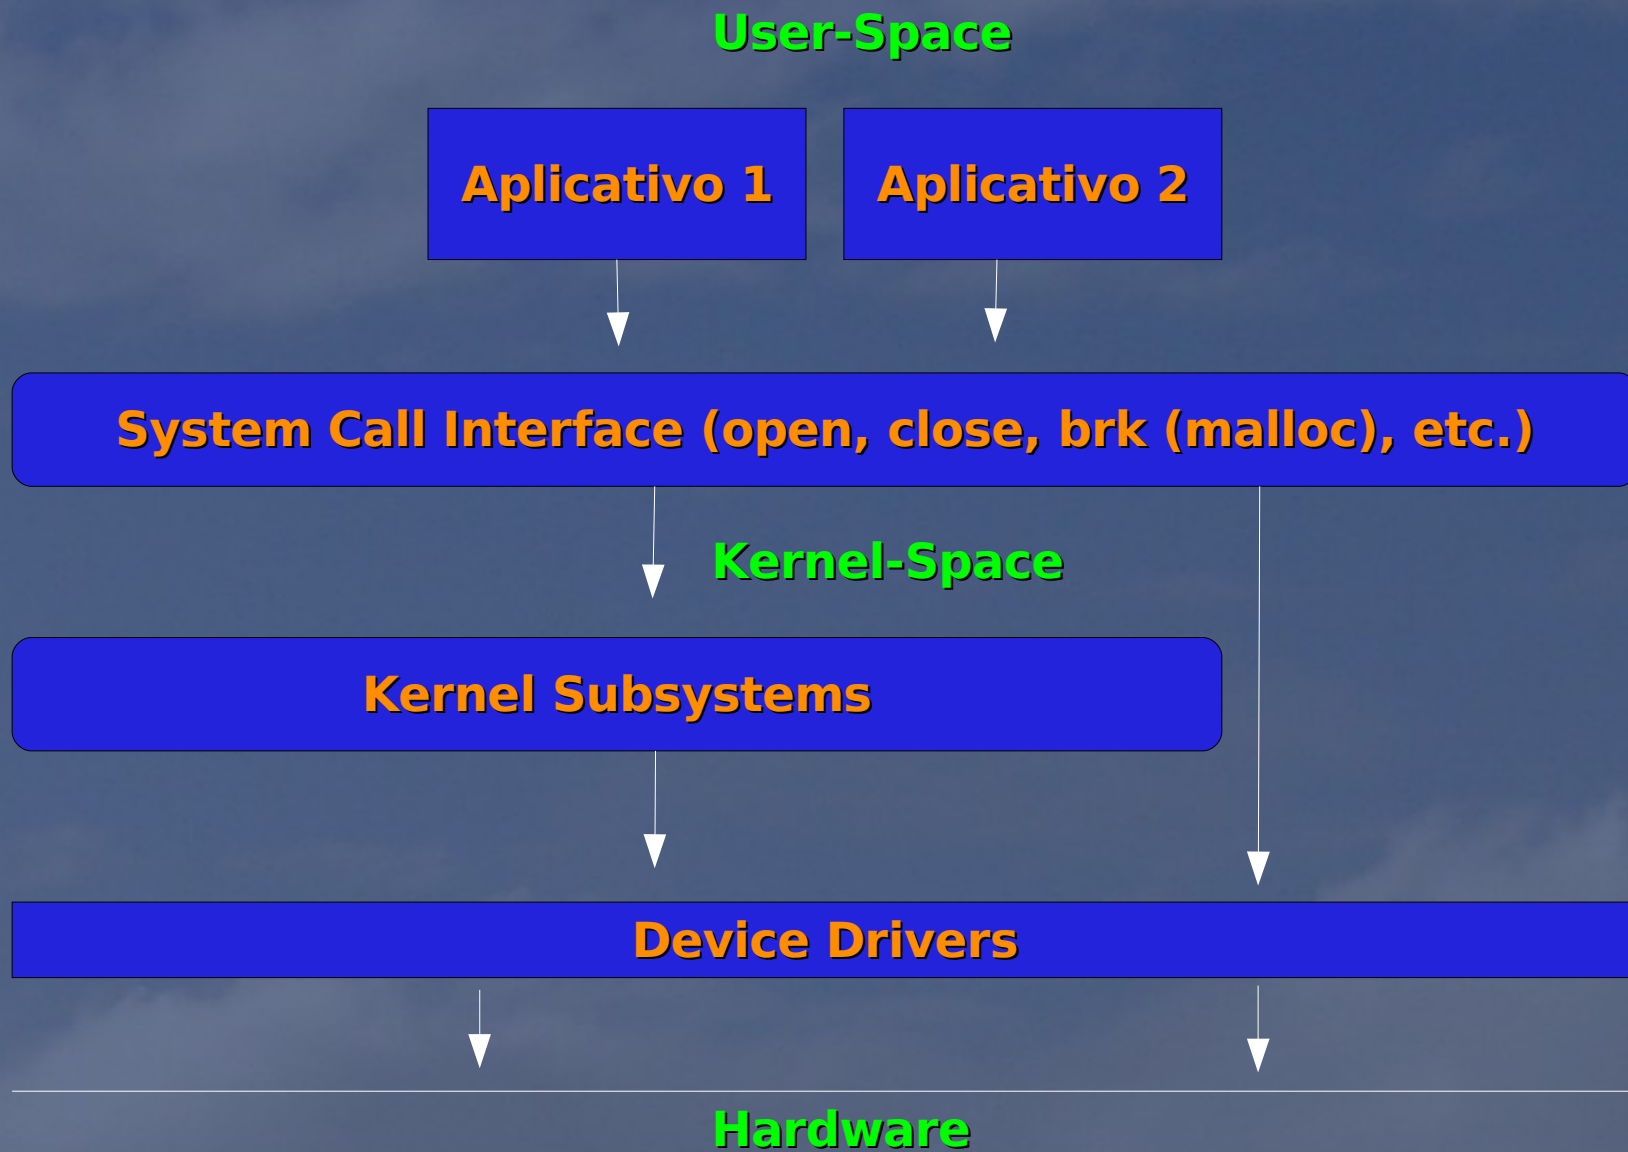 User-Space
Aplicativo 1
Aplicativo 2
System Call Interface (open, close, brk (malloc), etc.)
Kernel-Space
Kernel Subsystems
Device Drivers
Hardware